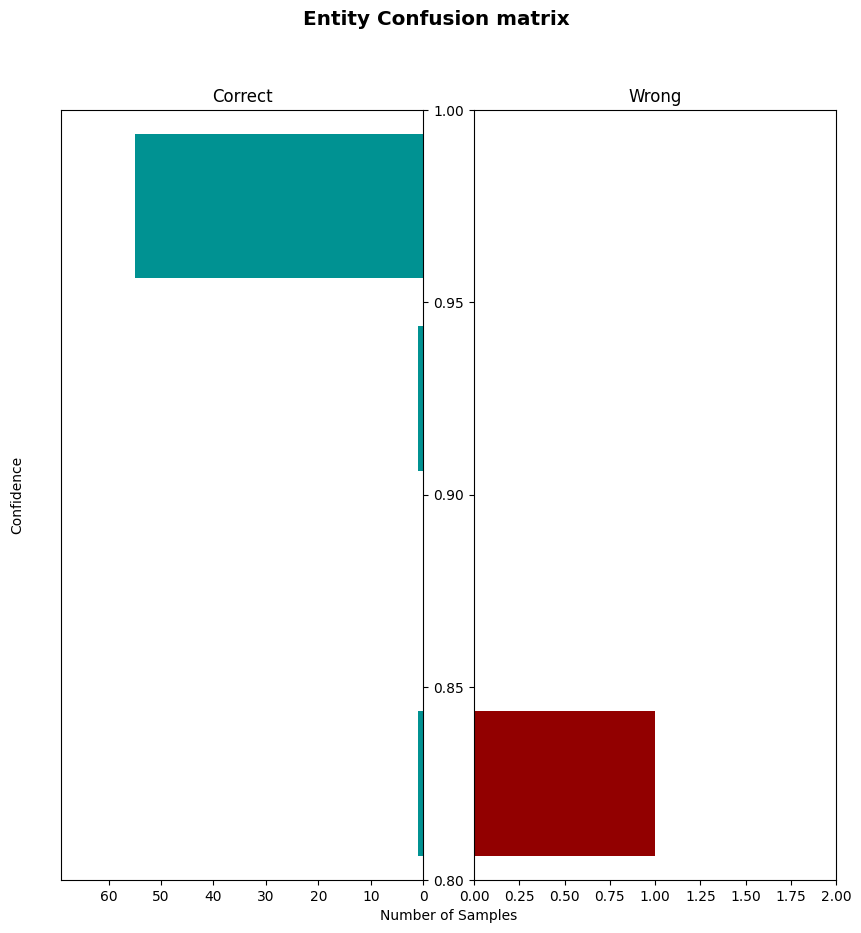 Entity Confusion matrix
Correct
Wrong
1.00
0.95
0.90
0.85
0.80
Confidence
60 50 40 30 20 10 0
0.00 0.25 0.50 0.75 1.00 1.25 1.50 1.75 2.00
Number of Samples